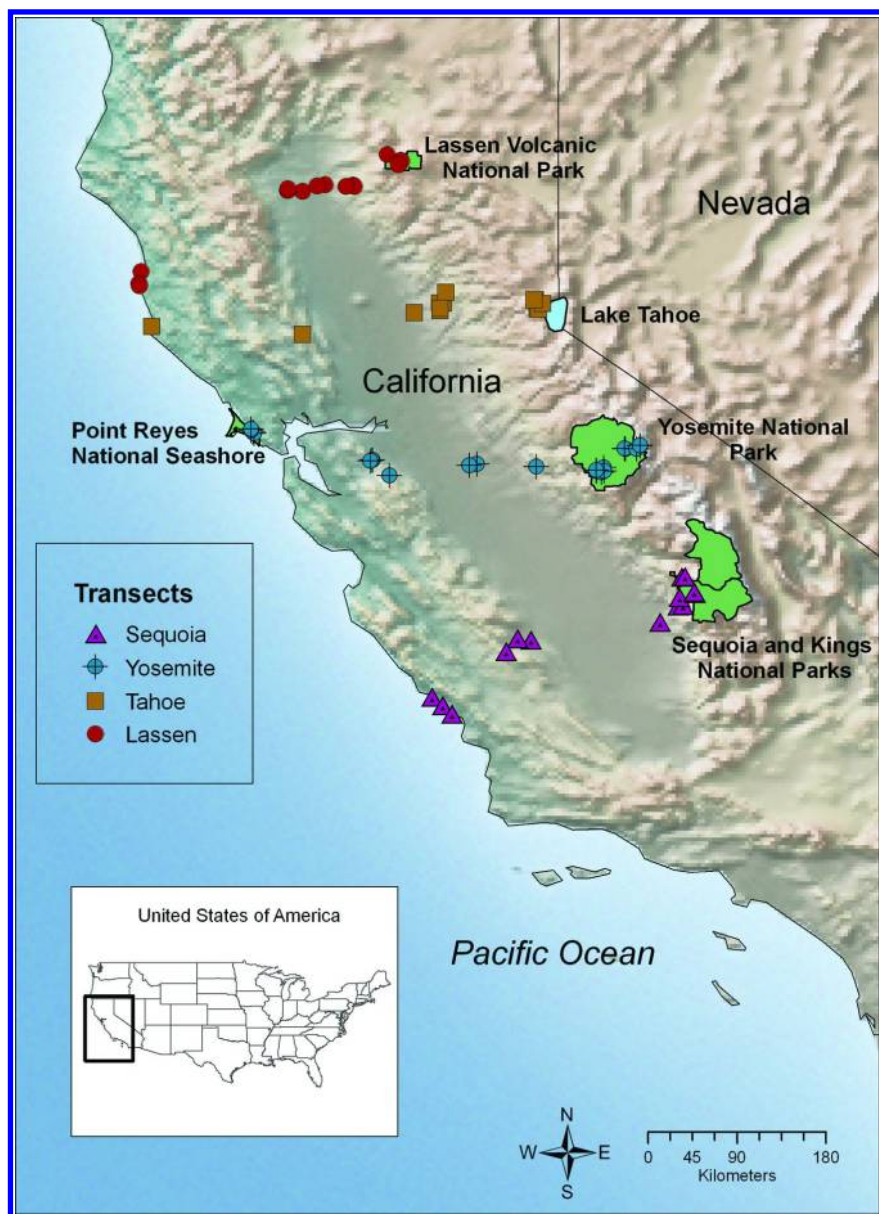 Lassen Volcanic
National Park
Nevada
Lake Tahoe
California
Point Reyes
National Seashore
Yosemite National
Park
Transects
Sequoia
Yosemite
Tahoe
Lassen
Sequoia and Kings
National Parks
United States of America
Pacific Ocean
N
W E
S
0 45 90 180
Kilometers